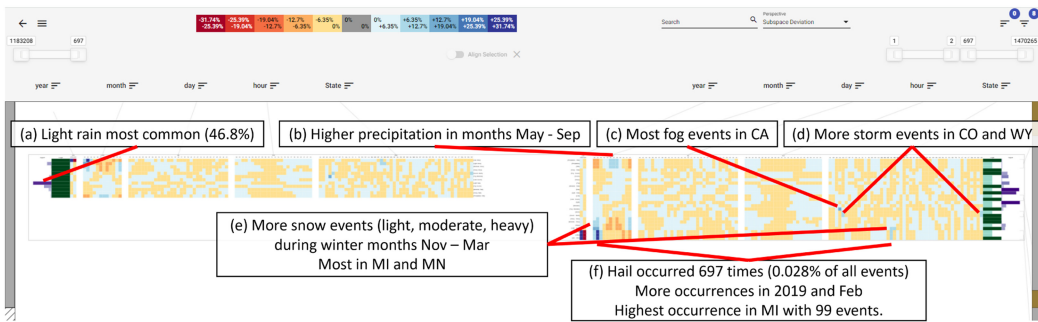 -31.74% -25.39% -19.04% -12.7% -6.35% 0% 0% +6.35% +12.7% +19.04% +25.39%
-25.39% -19.04% -12.7% -6.35% 0% 0% +6.35% +12.7% +19.04% +25.39% +31.74%
Search
Perspective
Subspace Deviation
0 0
1183208 697
Align Selection
1 2 697 1470265
year month day hour State
year month day hour State
(a) Light rain most common (46.8%)
(b) Higher precipitation in months May - Sep
(c) Most fog events in CA
(d) More storm events in CO and WY
(e) More snow events (light, moderate, heavy)
during winter months Nov – Mar
Most in MI and MN
(f) Hail occurred 697 times (0.028% of all events)
More occurrences in 2019 and Feb
Highest occurrence in MI with 99 events.